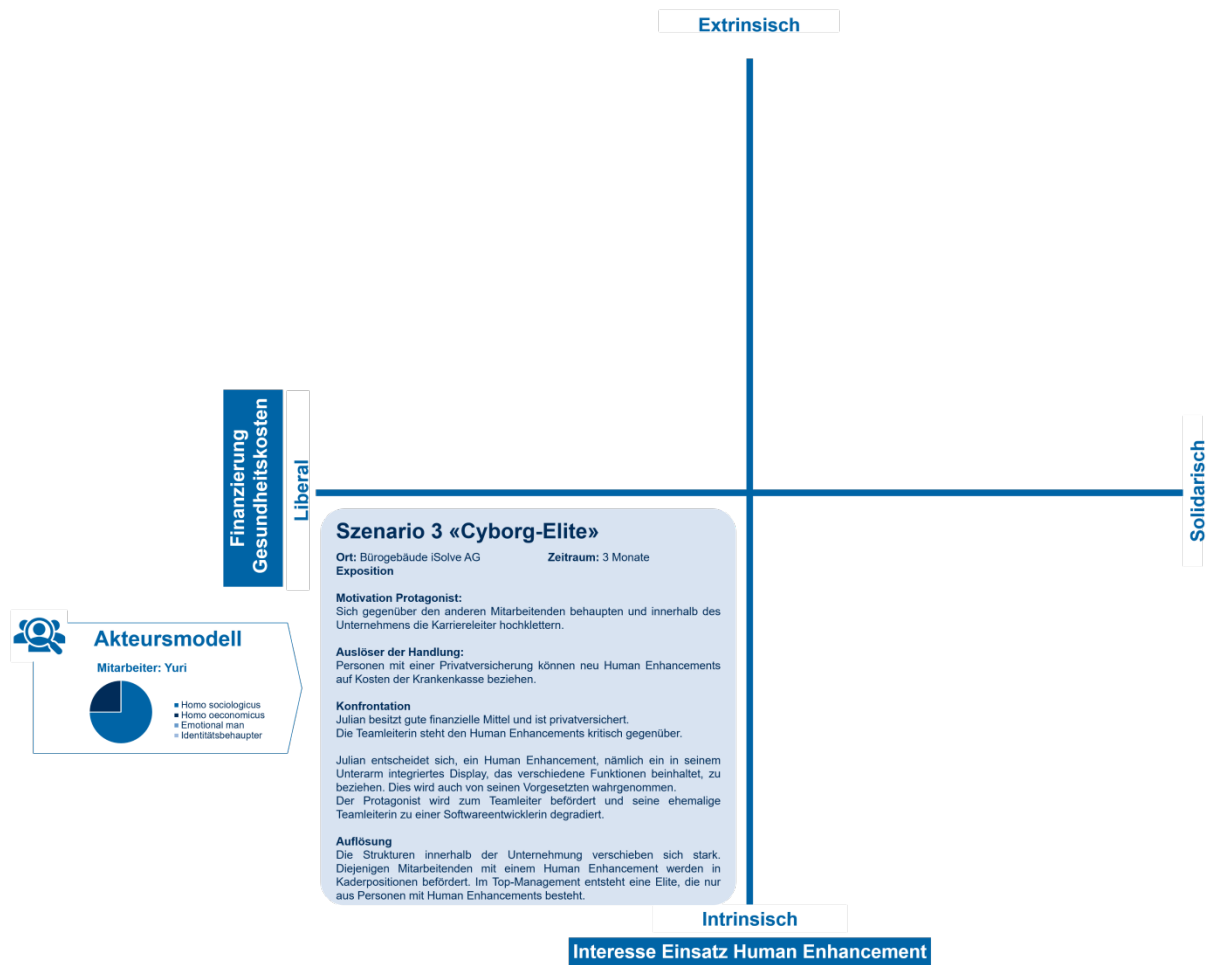 Extrinsisch
Finanzierung
Gesundheitskosten
Liberal
Solidarisch
Szenario 3 «Cyborg-Elite»
Ort: Bürogebäude iSolve AG Zeitraum: 3 Monate
Exposition
Motivation Protagonist:
Sich gegenüber den anderen Mitarbeitenden behaupten und innerhalb des
Unternehmens die Karriereleiter hochklettern.
Auslöser der Handlung:
Personen mit einer Privatversicherung können neu Human Enhancements
auf Kosten der Krankenkasse beziehen.
Konfrontation
Julian besitzt gute finanzielle Mittel und ist privatversichert.
Die Teamleiterin steht den Human Enhancements kritisch gegenüber.
Julian entscheidet sich, ein Human Enhancement, nämlich ein in seinem
Unterarm integriertes Display, das verschiedene Funktionen beinhaltet, zu
beziehen. Dies wird auch von seinen Vorgesetzten wahrgenommen.
Der Protagonist wird zum Teamleiter befördert und seine ehemalige
Teamleiterin zu einer Softwareentwicklerin degradiert.
Auflösung
Die Strukturen innerhalb der Unternehmung verschieben sich stark.
Diejenigen Mitarbeitenden mit einem Human Enhancement werden in
Kaderpositionen befördert. Im Top-Management entsteht eine Elite, die nur
aus Personen mit Human Enhancements besteht.
Akteursmodell
Mitarbeiter: Yuri
Homo sociologicus
Homo oeconomicus
Emotional man
Identitätsbehaupter
Intrinsisch
Interesse Einsatz Human Enhancement